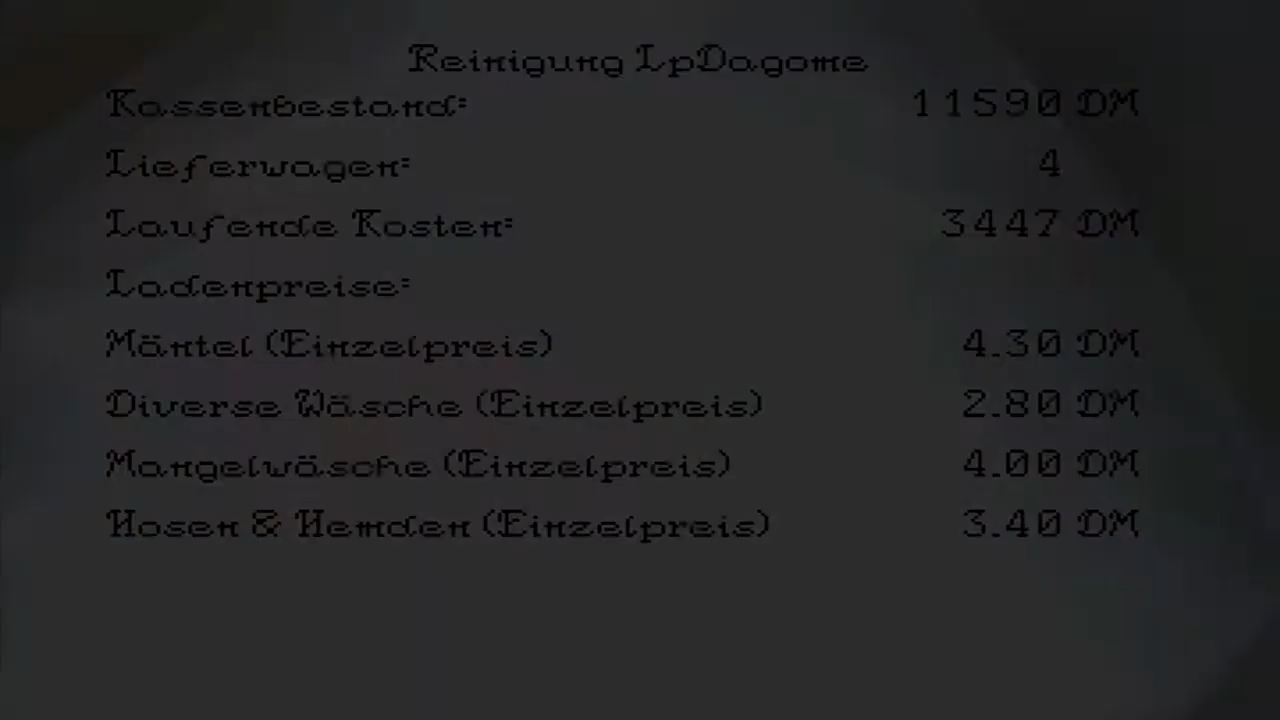 Reinigung LpDagome
Kassenbestand: 11590 DM
Lieferwagen: 4
Laufende Kosten: 3447 DM
Ladenpreise:
Mäntel (Einzelpreis) 4.30 DM
Diverse Wäsche (Einzelpreis) 2.80 DM
Mangelwäsche (Einzelpreis) 4.00 DM
Hosen & Hemden (Einzelpreis) 3.40 DM